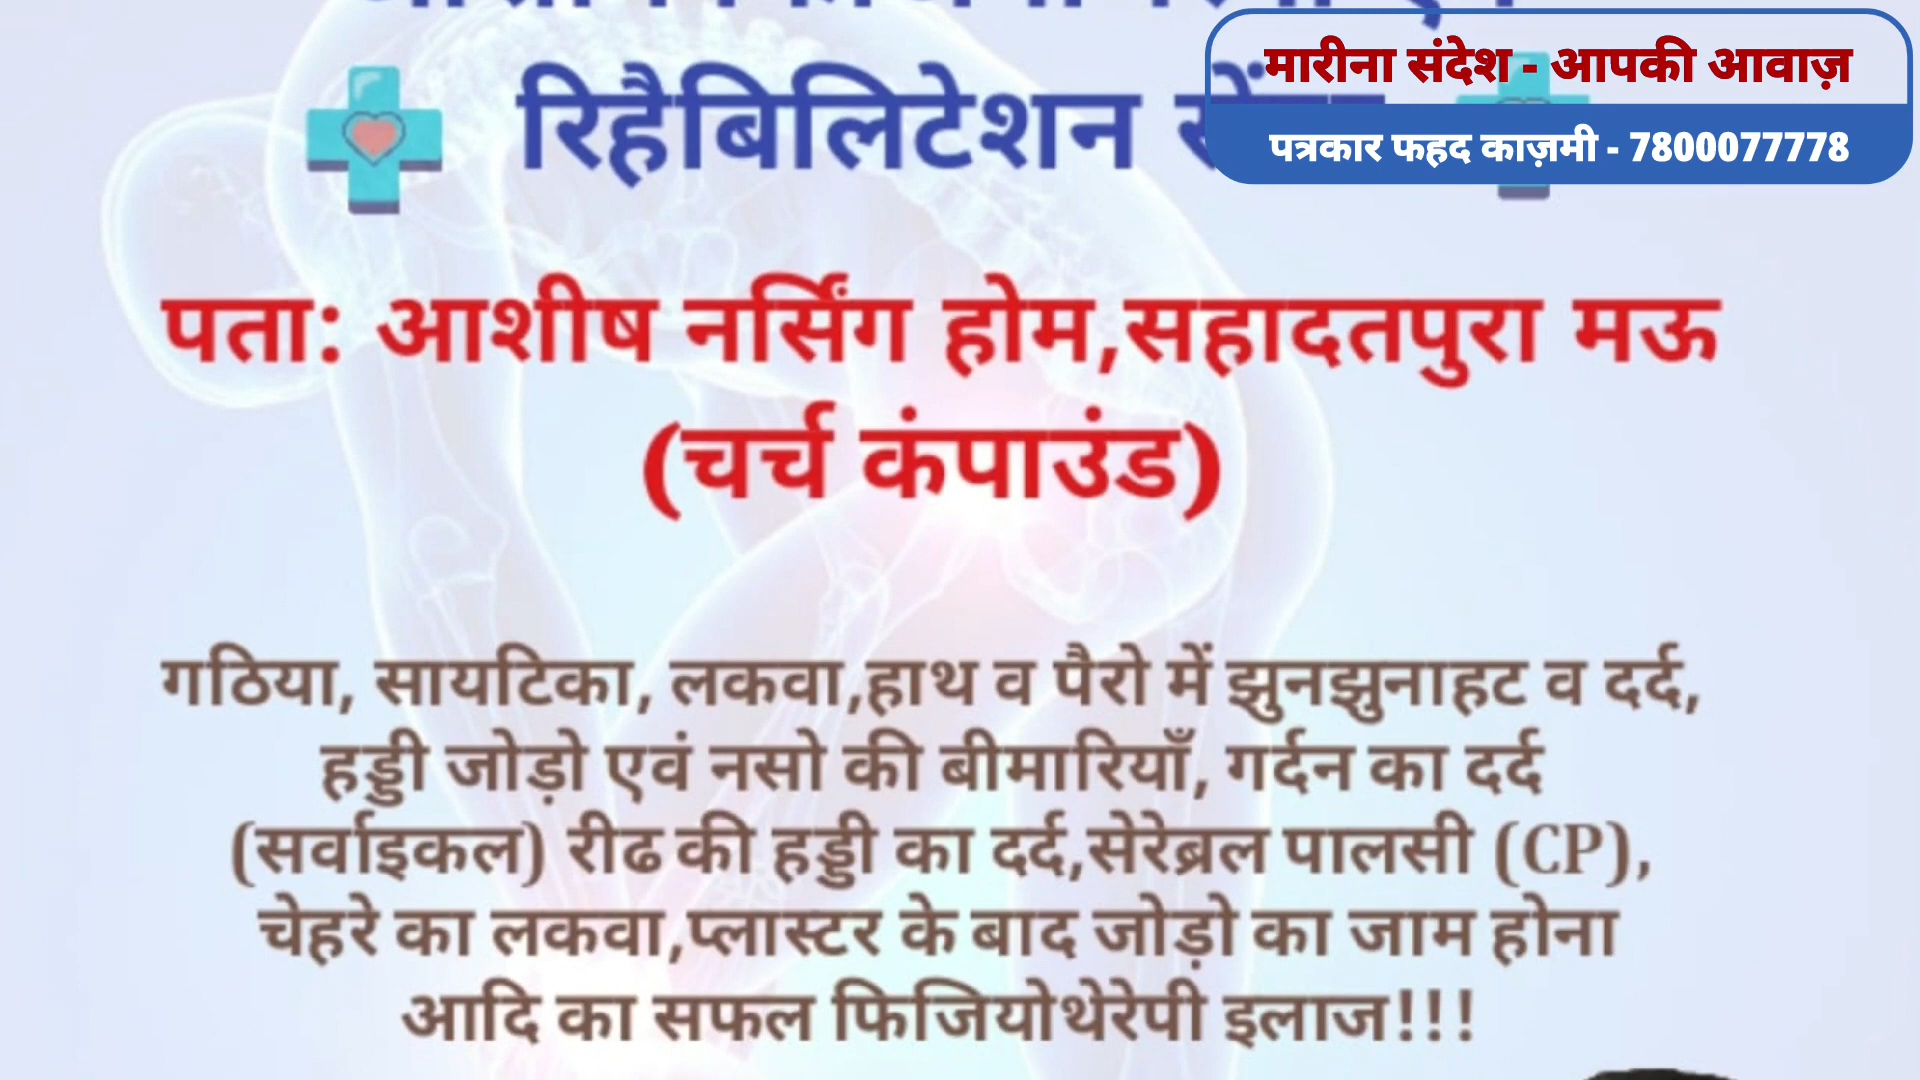 मारीना संदेश - आपकी आवाज़
पत्रकार फहद काज़मी - 7800077778
रिहैबिलिटेशन
पता: आशीष नर्सिंग होम,सहादतपुरा मऊ
(चर्च कंपाउंड)
गठिया, सायटिका, लकवा,हाथ व पैरो में झुनझुनाहट व दर्द,
हड्डी जोड़ो एवं नसो की बीमारियाँ, गर्दन का दर्द
(सर्वाइकल) रीढ की हड्डी का दर्द,सेरेब्रल पालसी (CP),
चेहरे का लकवा,प्लास्टर के बाद जोड़ो का जाम होना
आदि का सफल फिजियोथेरेपी इलाज!!!